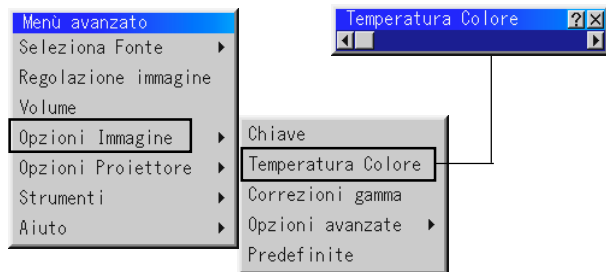 Menù avanzato
Seleziona Fonte
Regolazione immagine
Volume
Opzioni Immagine
Opzioni Proiettore
Strumenti
Aiuto
Chiave
Temperatura Colore
Correzioni gamma
Opzioni avanzate
Predefinite
Temperatura Colore